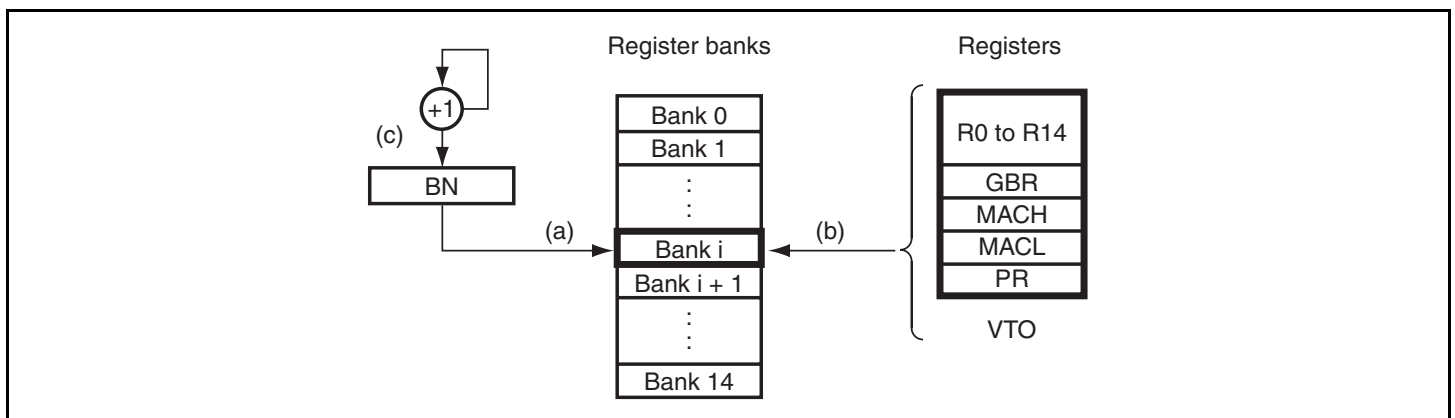 Register banks
Registers
+1
(c)
BN
(a)
Bank 0
Bank 1
Bank i
Bank i + 1
Bank 14
(b)
R0 to R14
GBR
MACH
MACL
PR
VTO